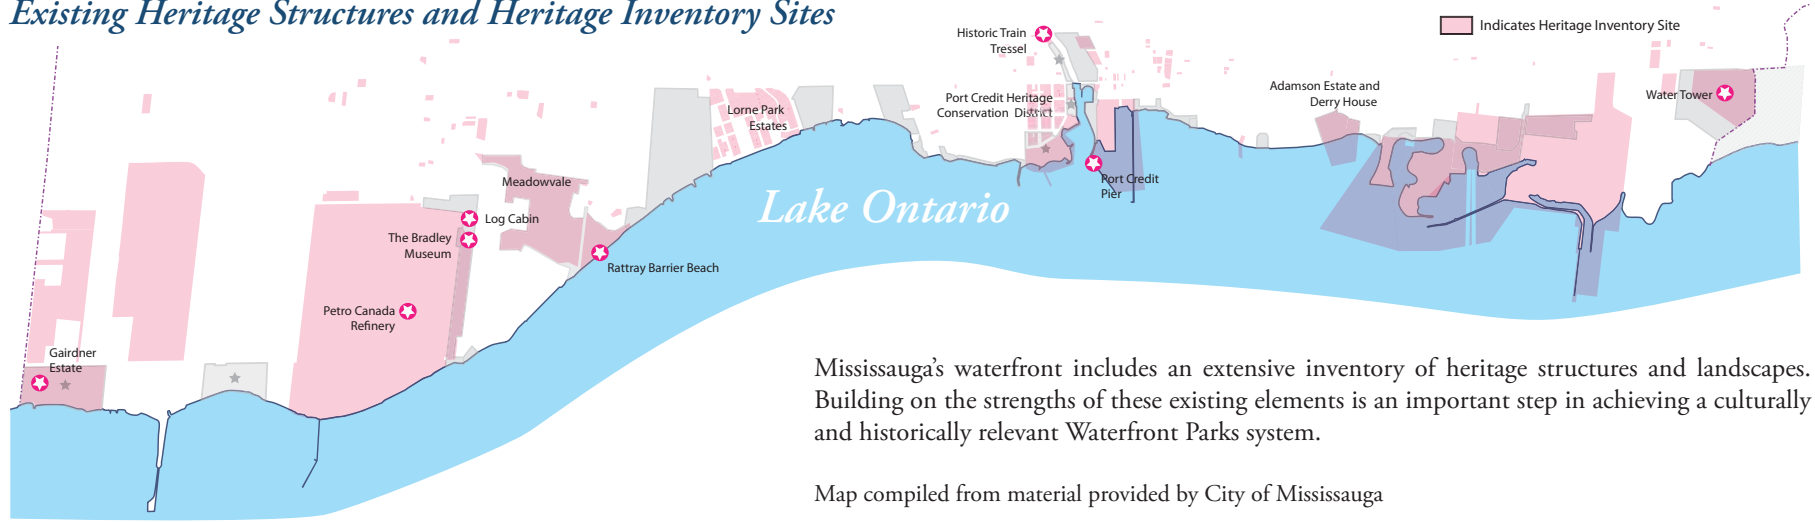 Existing Heritage Structures and Heritage Inventory Sites
Indicates Heritage Inventory Site
Historic Train
Tressel
Port Credit Heritage
Conservation District
Adamson Estate and
Derry House
Water Tower
Lorne Park
Estates
Port Credit
Pier
Meadowvale
Log Cabin
The Bradley
Museum
Rattray Barrier Beach
Petro Canada
Refinery
Gairdner
Estate
Lake Ontario
Mississauga’s waterfront includes an extensive inventory of heritage structures and landscapes.
Building on the strengths of these existing elements is an important step in achieving a culturally
and historically relevant Waterfront Parks system.
Map compiled from material provided by City of Mississauga